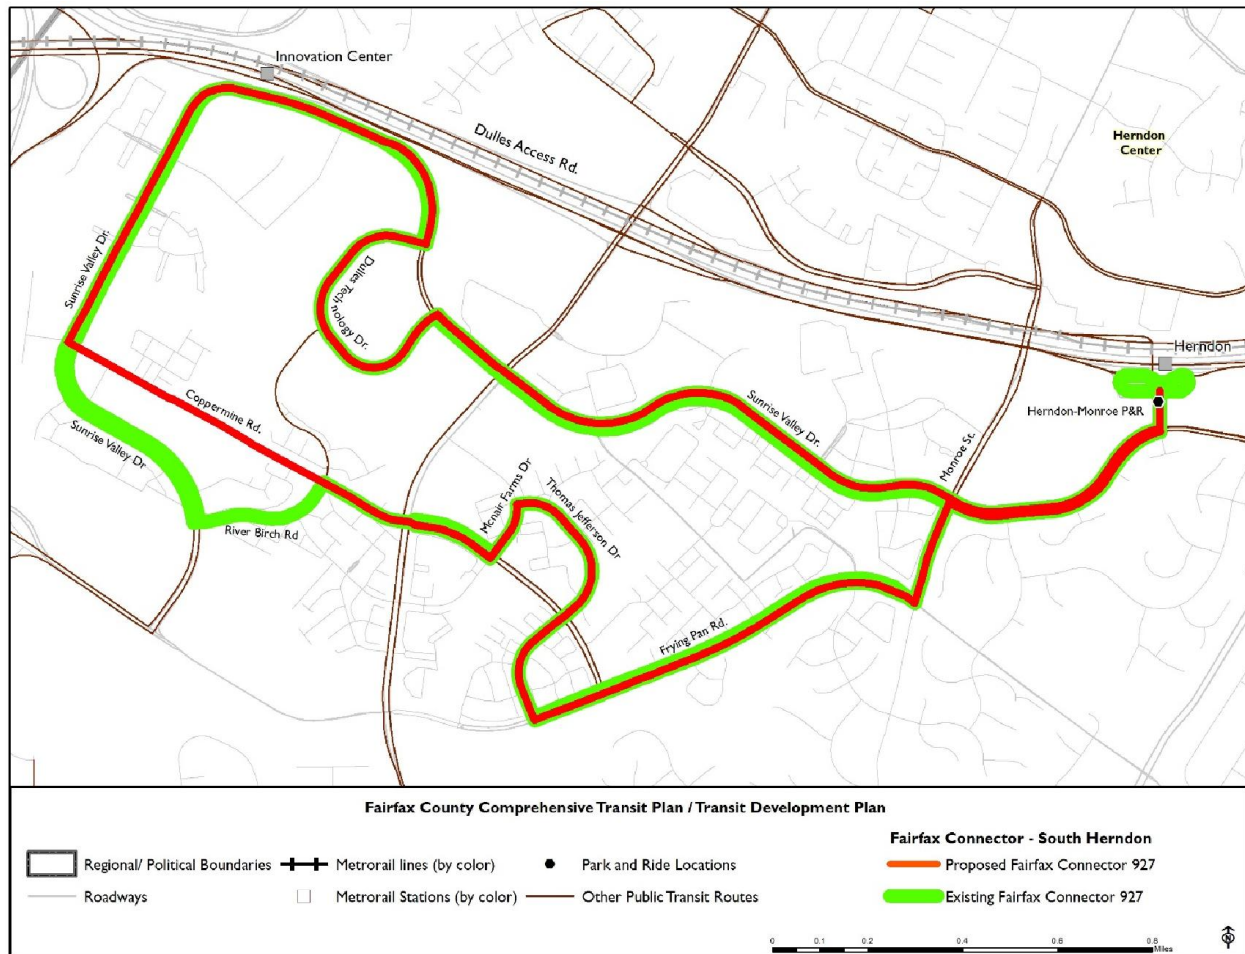 Innovation Center
Dulles Access Rd.
Herndon
Center
Sunrise Valley Dr.
Dulles Tech
nology Dr.
Herndon
Herndon-Monroe P&R
Coppermine Rd.
Sunrise Valley Dr.
Monroe St.
Sunrise Valley Dr
Mcnair Farms Dr
Thomas Jefferson Dr
River Birch Rd
Frying Pan Rd.
Fairfax County Comprehensive Transit Plan / Transit Development Plan
Fairfax Connector - South Herndon
Regional/ Political Boundaries
Metrorail lines (by color)
Park and Ride Locations
Proposed Fairfax Connector 927
Roadways
Metrorail Stations (by color)
Other Public Transit Routes
Existing Fairfax Connector 927
0 0.1 0.2 0.4 0.6 0.8
Miles
N